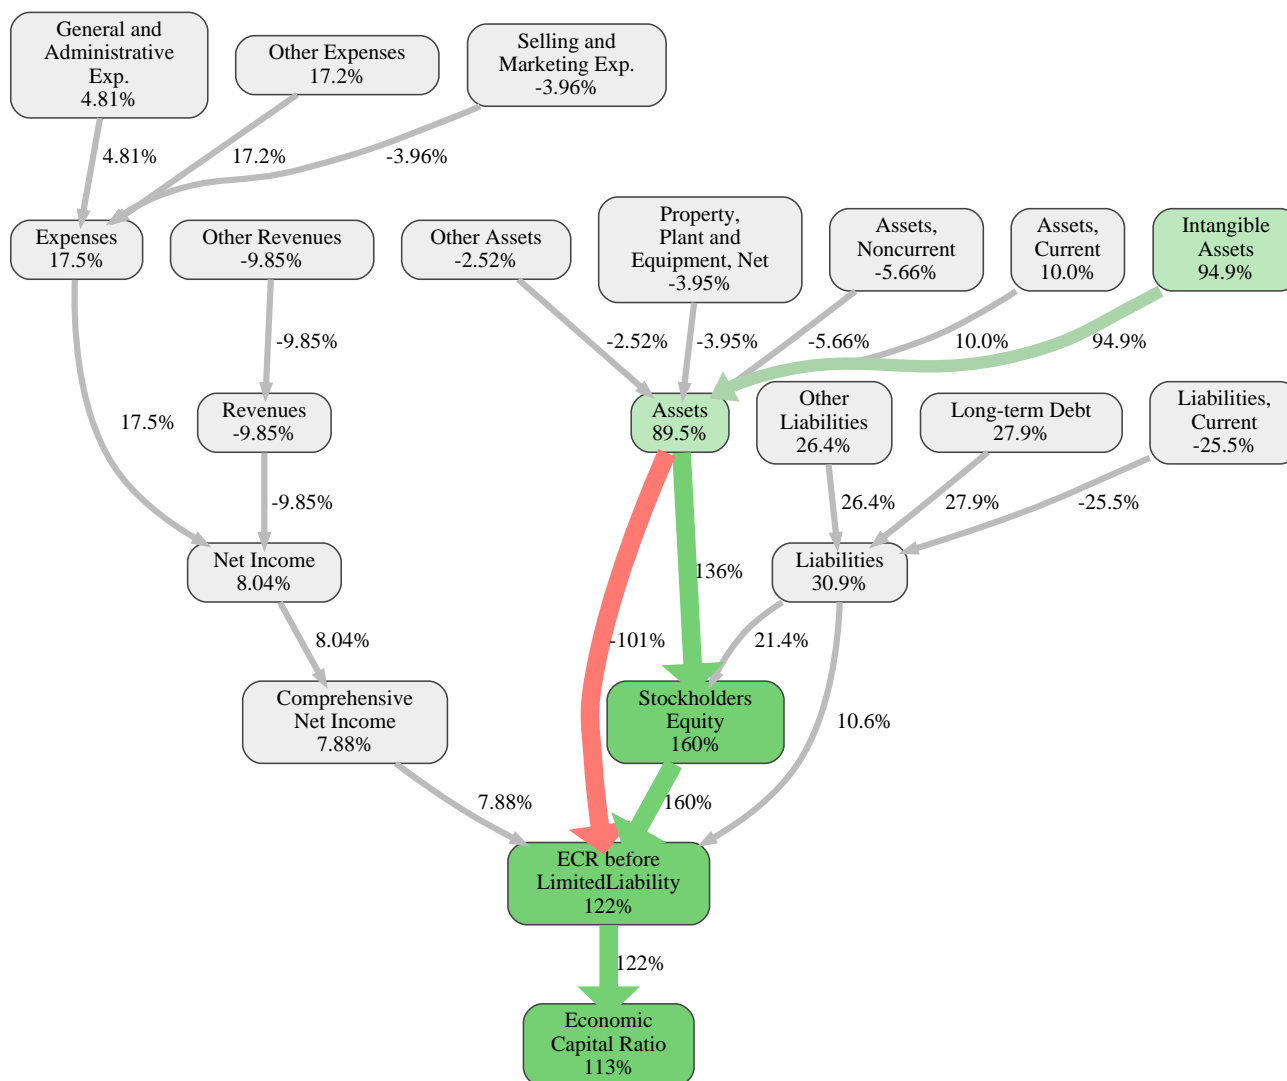 General and
Administrative
Exp.
4.81%
Other Expenses
17.2%
Selling and
Marketing Exp.
-3.96%
4.81%
17.2%
-3.96%
Expenses
17.5%
Other Revenues
-9.85%
Other Assets
-2.52%
Property,
Plant and
Equipment, Net
-3.95%
Assets,
Noncurrent
-5.66%
Assets,
Current
10.0%
Intangible
Assets
94.9%
-9.85%
-2.52%
-3.95%
-5.66%
10.0%
94.9%
17.5%
Revenues
-9.85%
Assets
89.5%
Other
Liabilities
26.4%
Long-term Debt
27.9%
Liabilities,
Current
-25.5%
-9.85%
26.4%
27.9%
-25.5%
Net Income
8.04%
136%
Liabilities
30.9%
8.04%
-101%
21.4%
Comprehensive
Net Income
7.88%
Stockholders
Equity
160%
10.6%
7.88%
160%
ECR before
LimitedLiability
122%
122%
Economic
Capital Ratio
113%